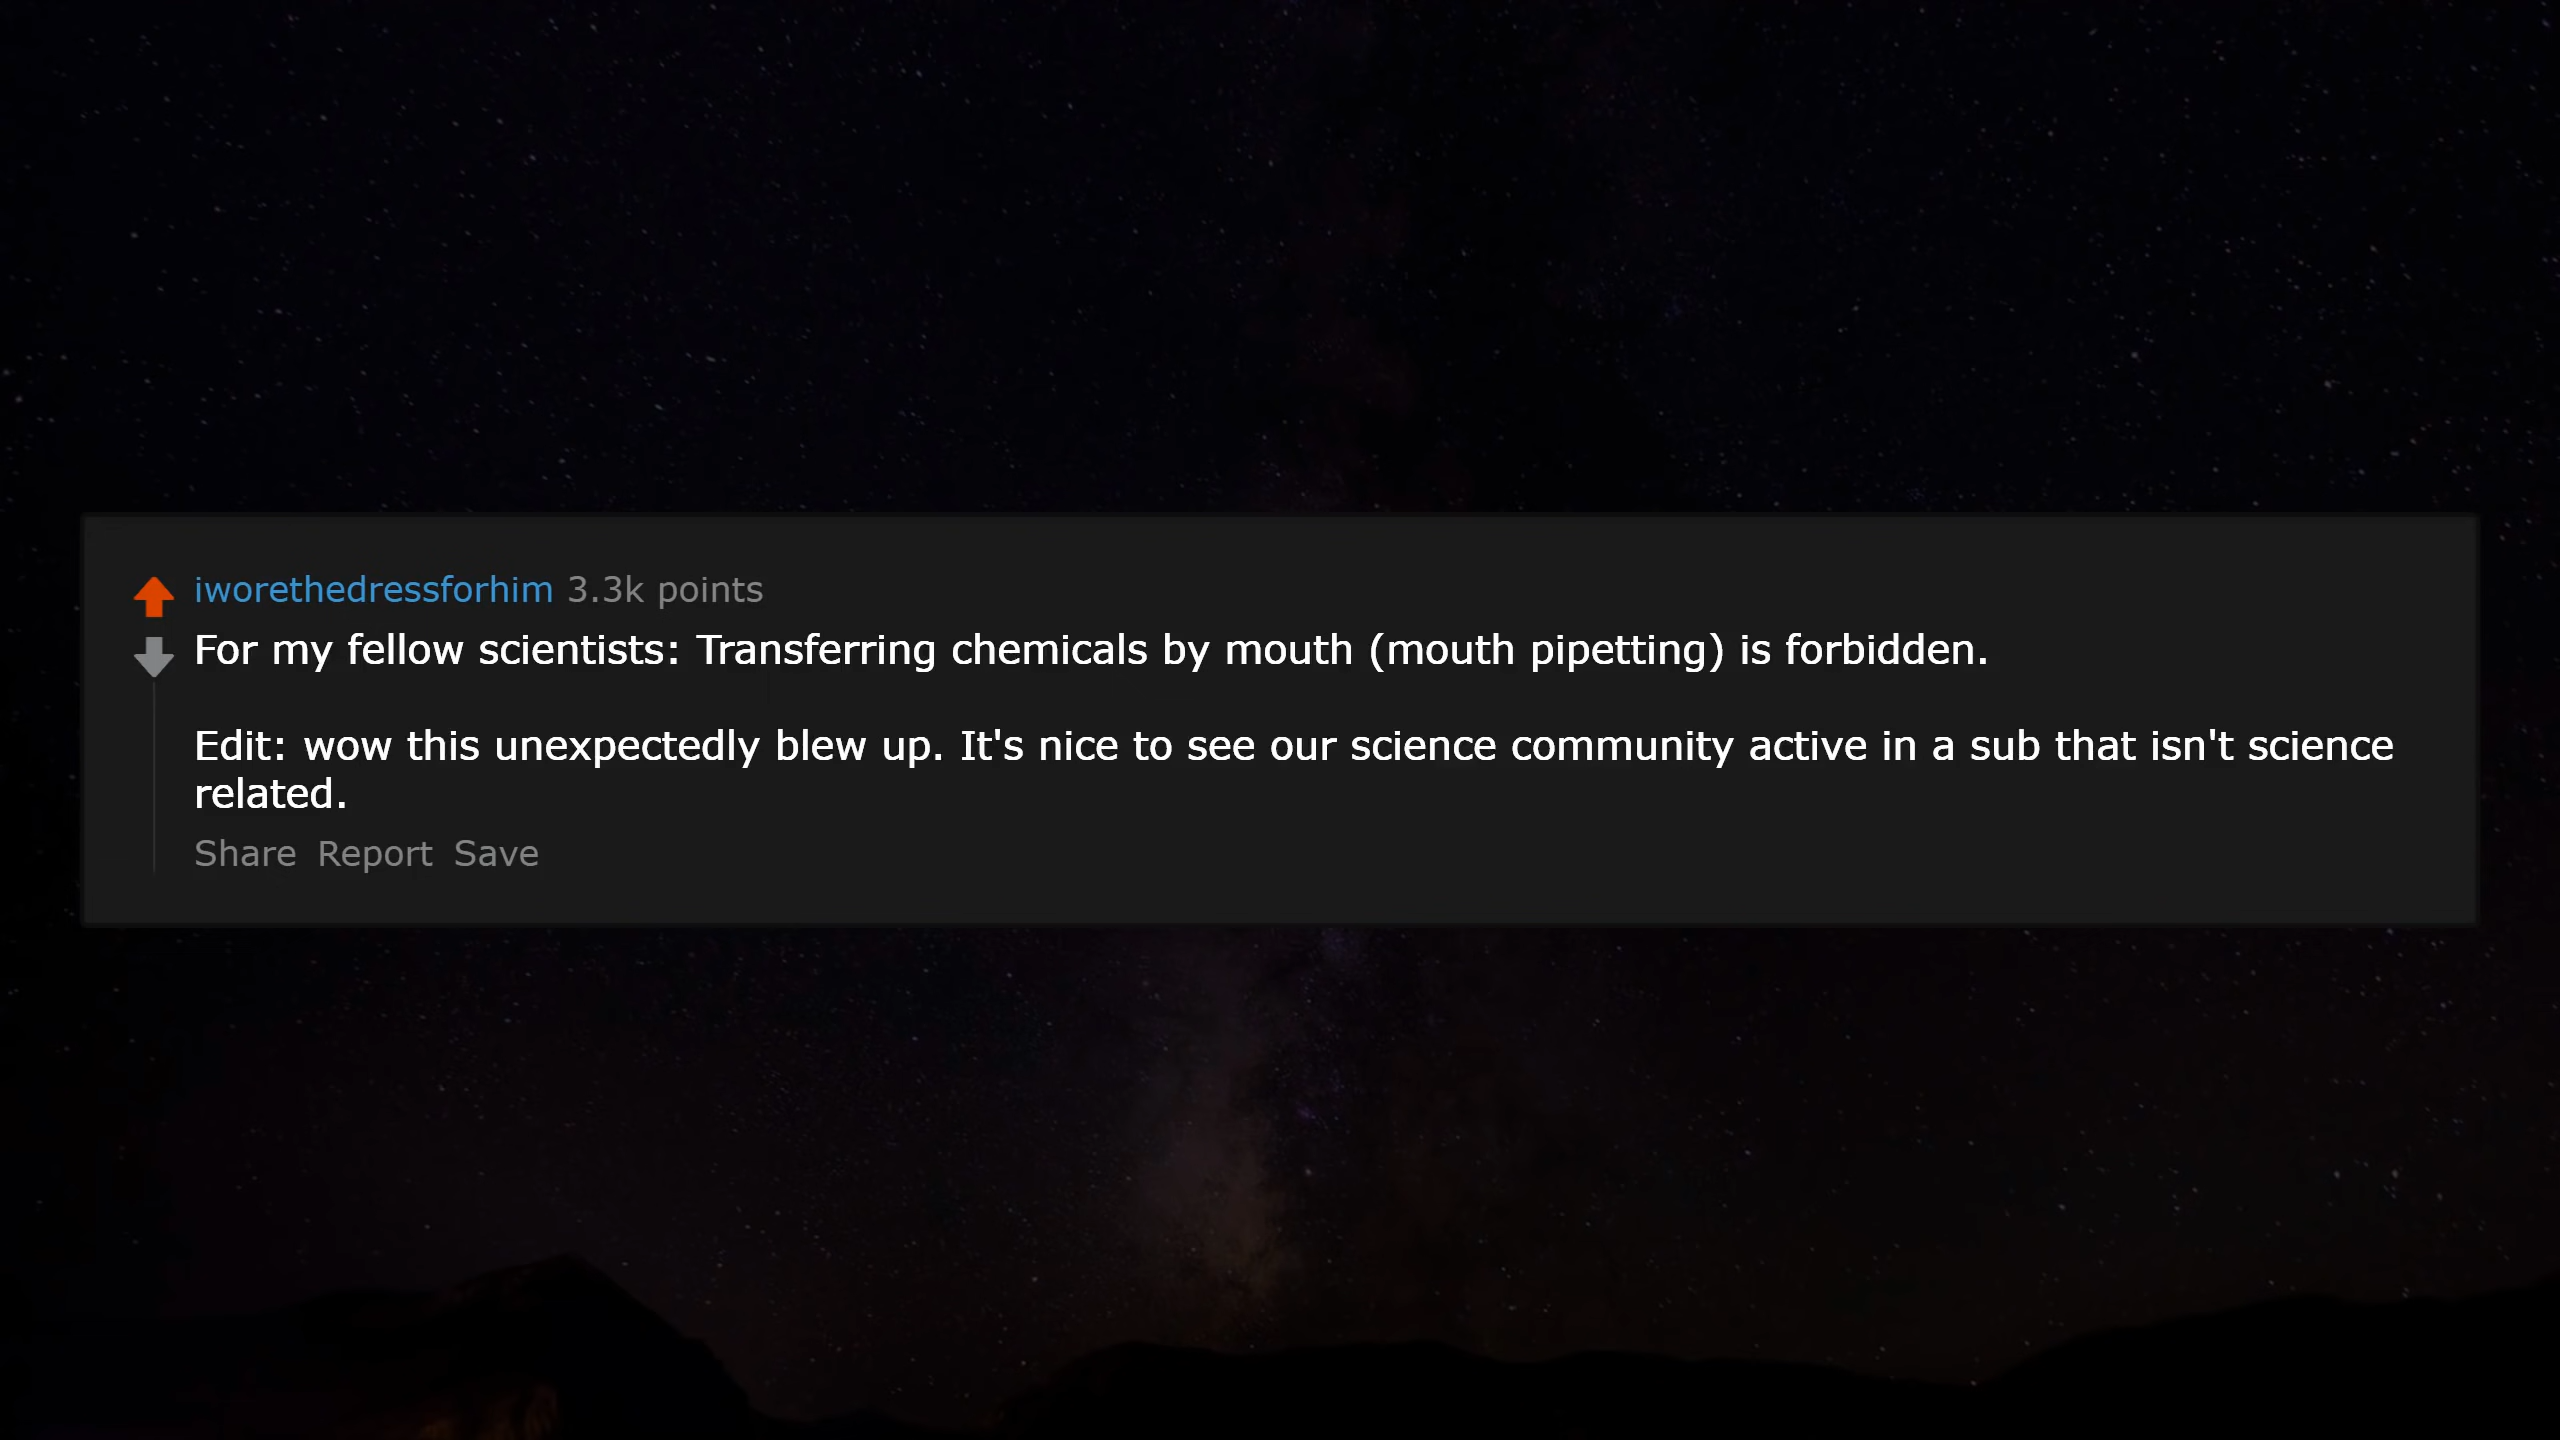 iworethedressforhim 3.3k points
For my fellow scientists: Transferring chemicals by mouth (mouth pipetting) is forbidden.
Edit: wow this unexpectedly blew up. It's nice to see our science community active in a sub that isn't science
related.
Share Report Save